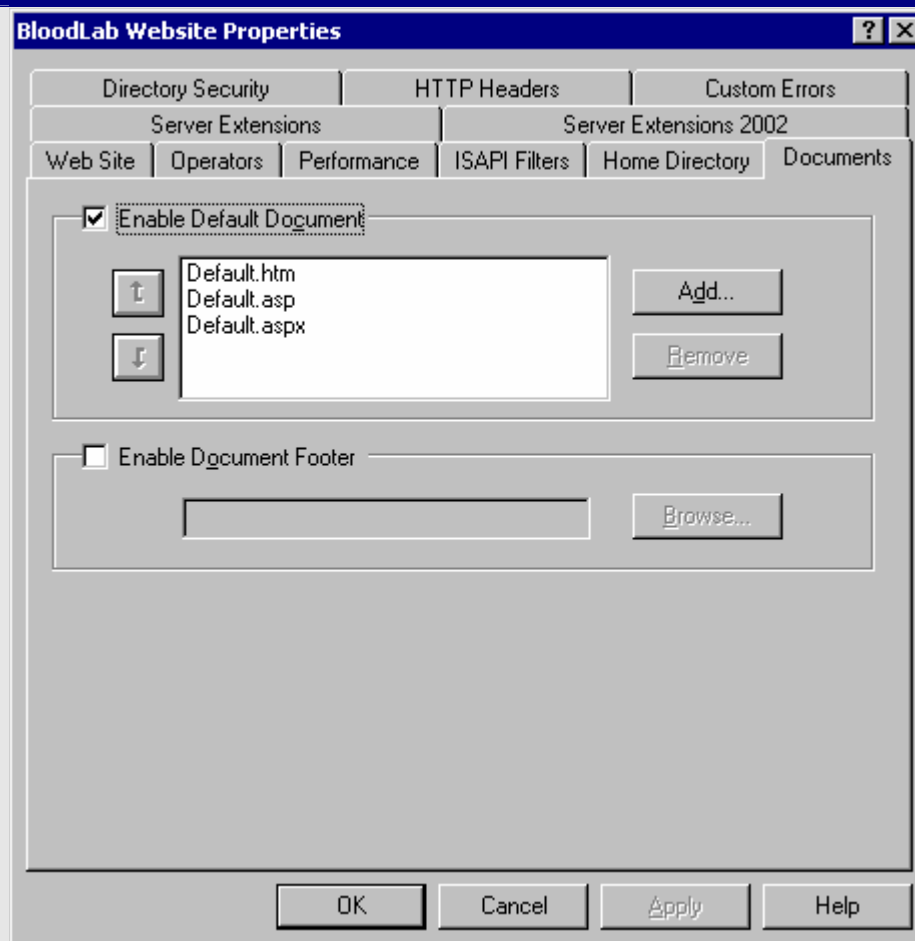 BloodLab Website Properties
Directory Security HTTP Headers Custom Errors
Server Extensions Server Extensions 2002
Web Site Operators Performance ISAPI Filters Home Directory Documents
Enable Default Document
Default.htm
Default.asp
Default.aspx
Add...
Remove
Enable Document Footer
Browse...
OK Cancel Apply Help